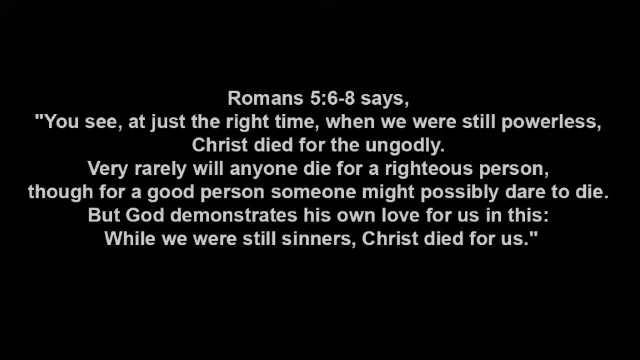 Romans 5:6-8 says,
"You see, at just the right time, when we were still powerless,
Christ died for the ungodly.
Very rarely will anyone die for a righteous person,
though for a good person someone might possibly dare to die.
But God demonstrates his own love for us in this:
While we were still sinners, Christ died for us."